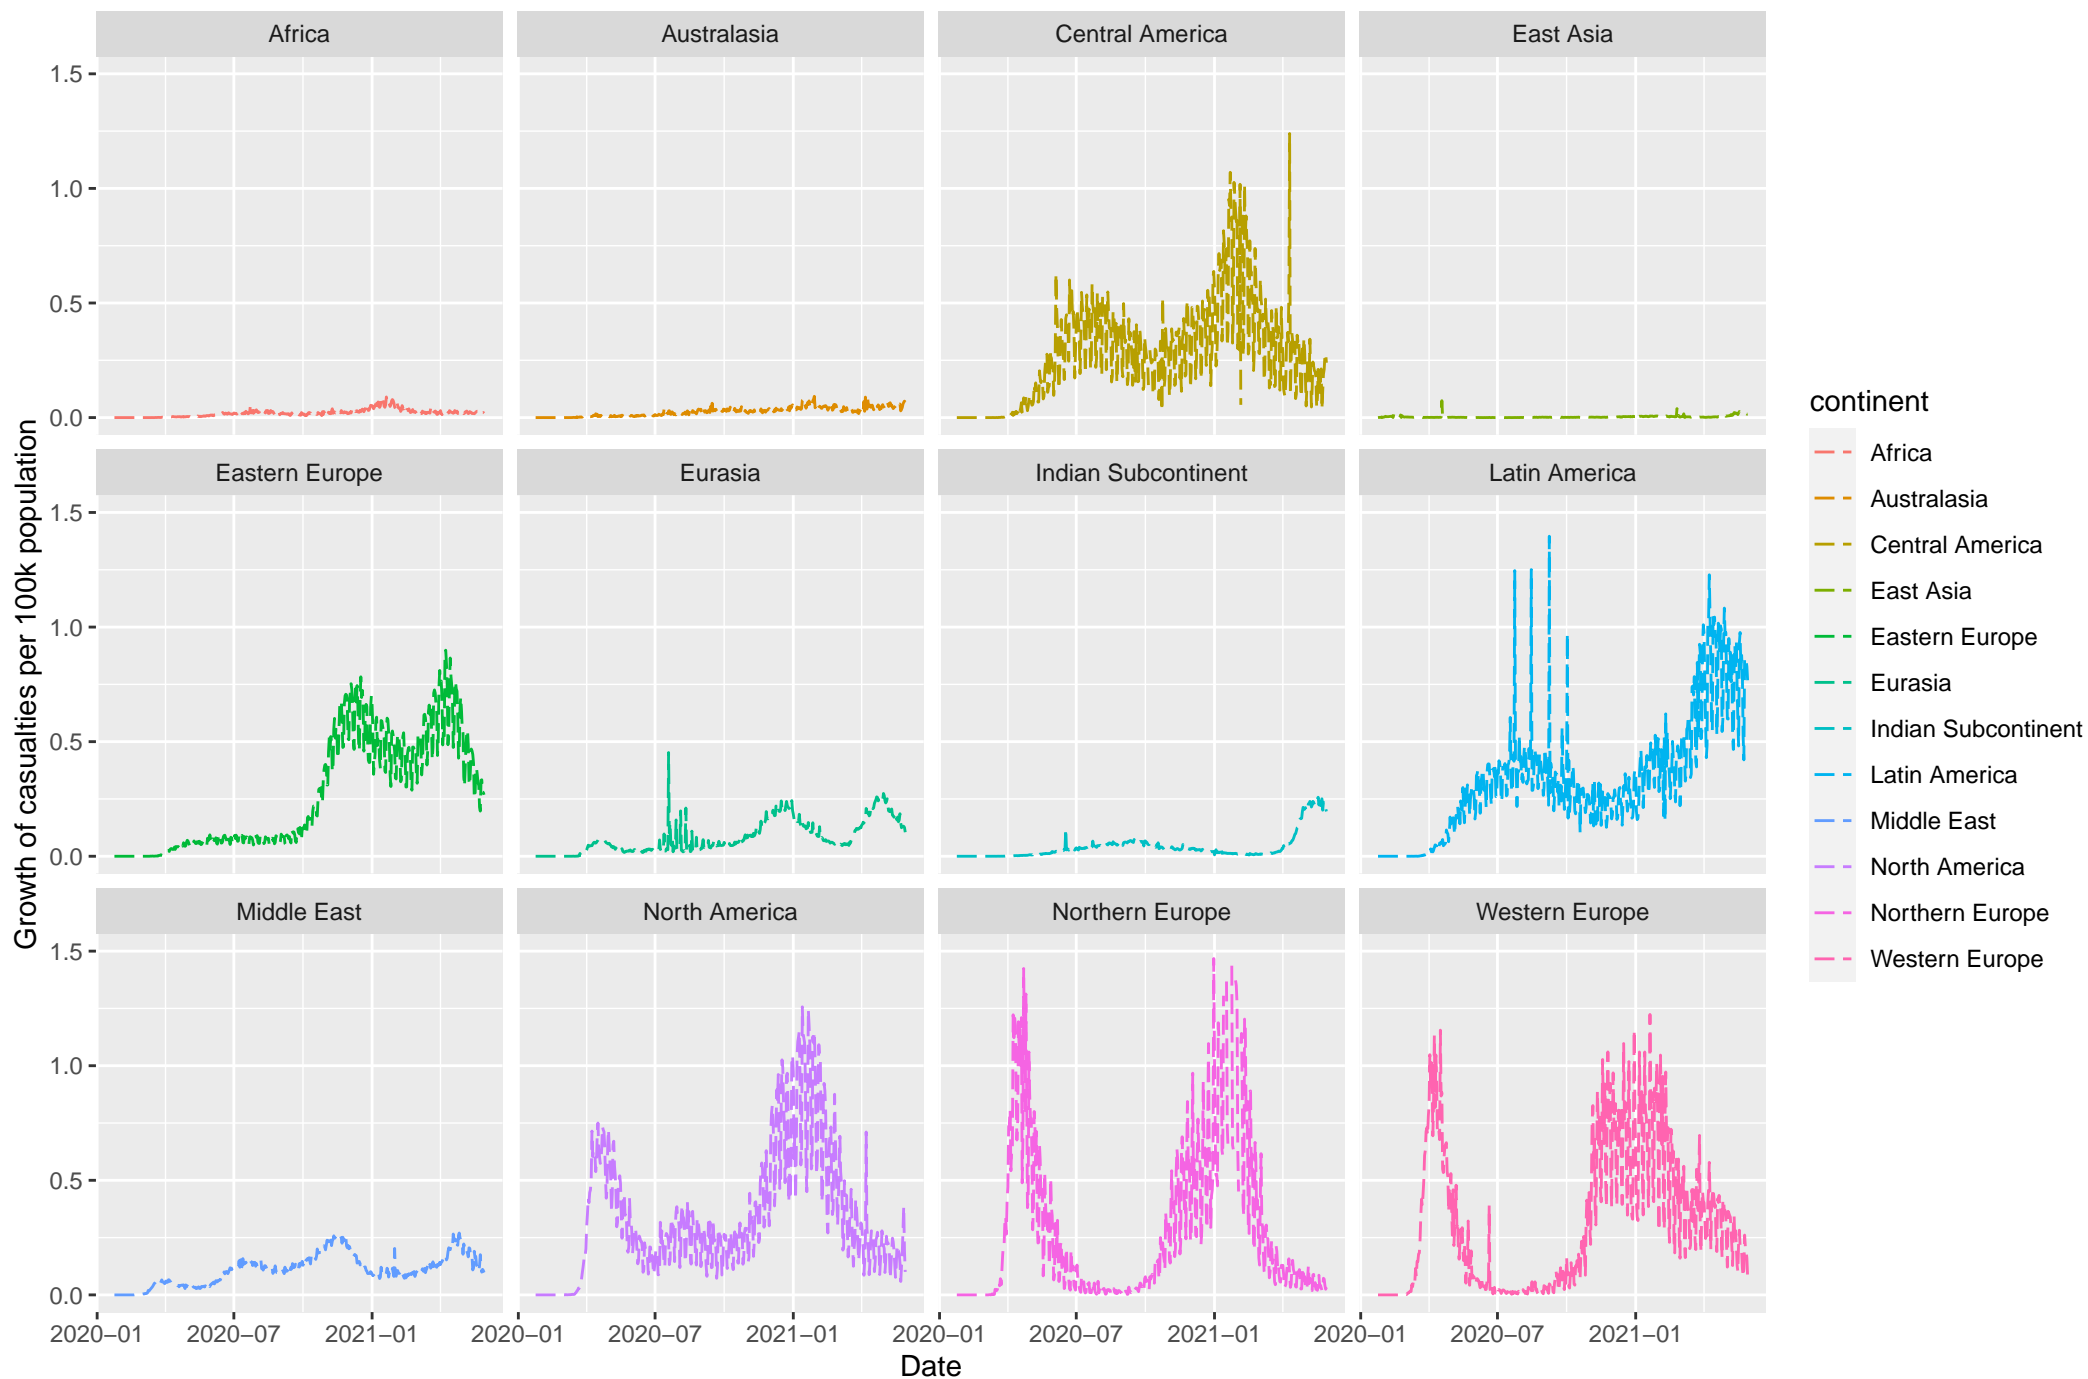 Africa
Australasia
Central America
East Asia
1.5
1.0
0.5
0.0
Eastern Europe
Eurasia
Indian Subcontinent
Latin America
1.5
1.0
0.5
0.0
Middle East
North America
Northern Europe
Western Europe
1.5
1.0
0.5
0.0
2020–01 2020–07 2021–01 2020–01 2020–07 2021–01 2020–01 2020–07 2021–01 2020–01 2020–07 2021–01
Date
Growth of casualties per 100k population
continent
Africa
Australasia
Central America
East Asia
Eastern Europe
Eurasia
Indian Subcontinent
Latin America
Middle East
North America
Northern Europe
Western Europe